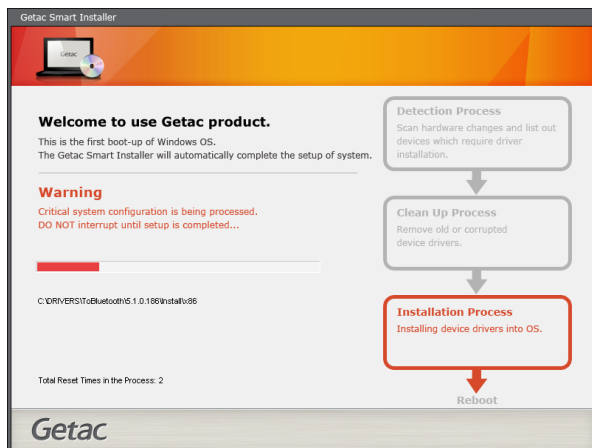 Getac Smart Installer
Getac
Welcome to use Getac product.
This is the first boot-up of Windows OS.
The Getac Smart Installer will automatically complete the setup of system.
Warning
Critical system configuration is being processed.
DO NOT interrupt until setup is completed...
C:\DRIVERS\ToBluetooth\5.1.0.186\Install\x86
Total Reset Times in the Process: 2
Detection Process
Scan hardware changes and list out
devices which require driver
installation.
Clean Up Process
Remove old or corrupted
device drivers.
Installation Process
Installing device drivers into OS.
Reboot
Getac